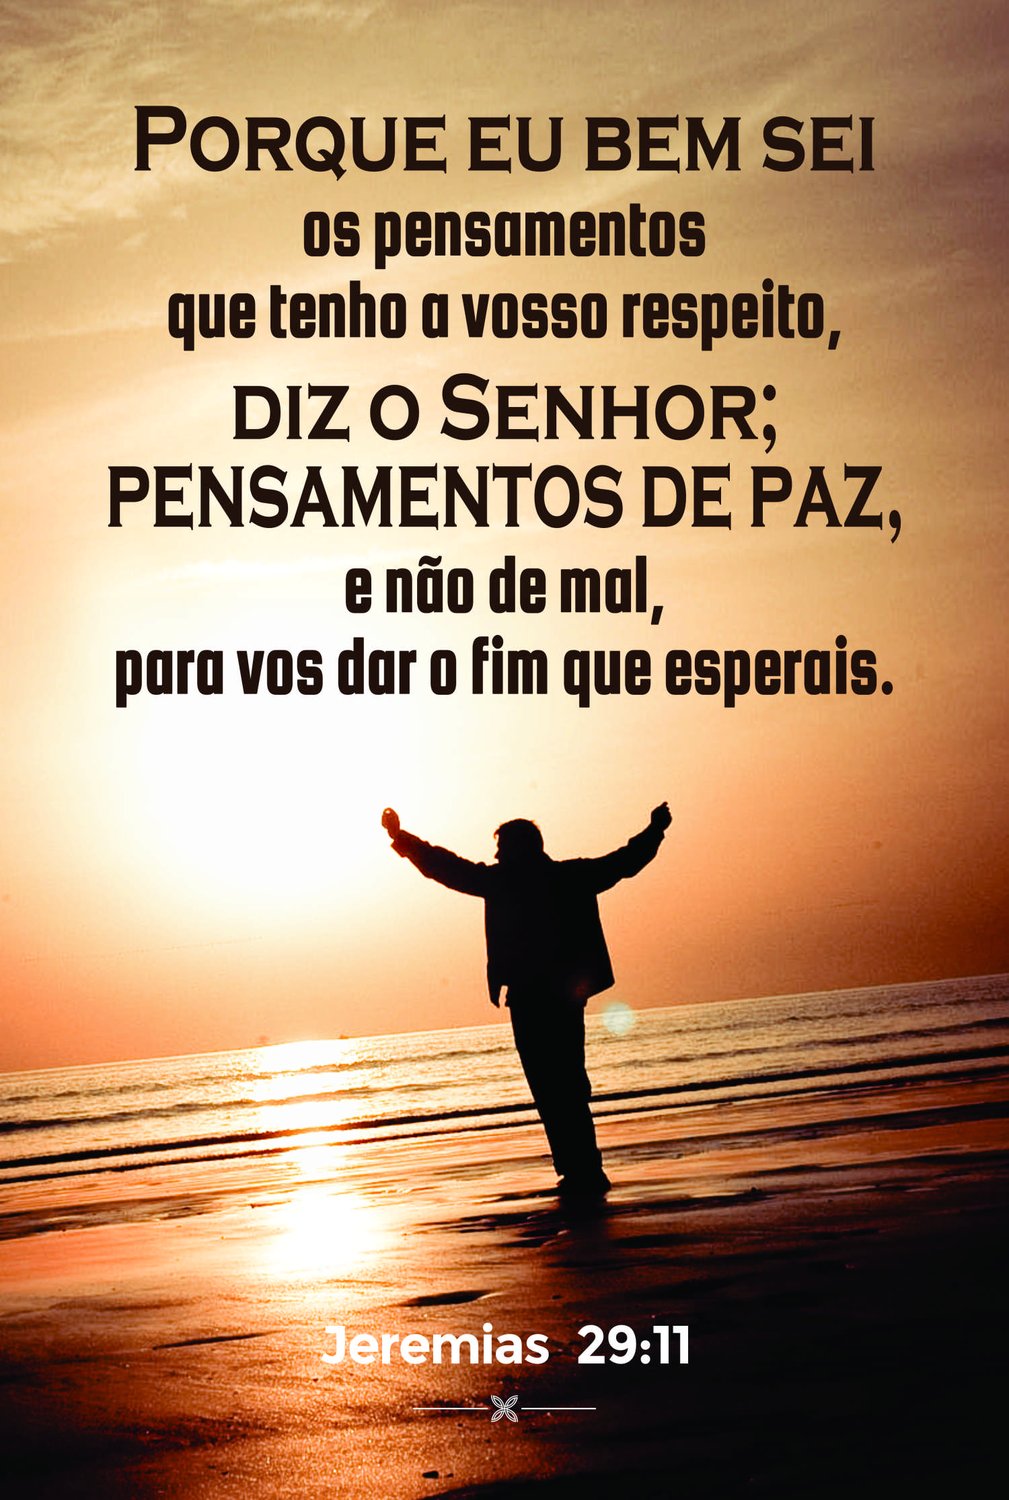 PORQUE EU BEM SEI
os pensamentos
que tenho a vosso respeito,
DIZ O SENHOR;
PENSAMENTOS DE PAZ,
e não de mal,
para vos dar o fim que esperais.
Jeremias 29:11